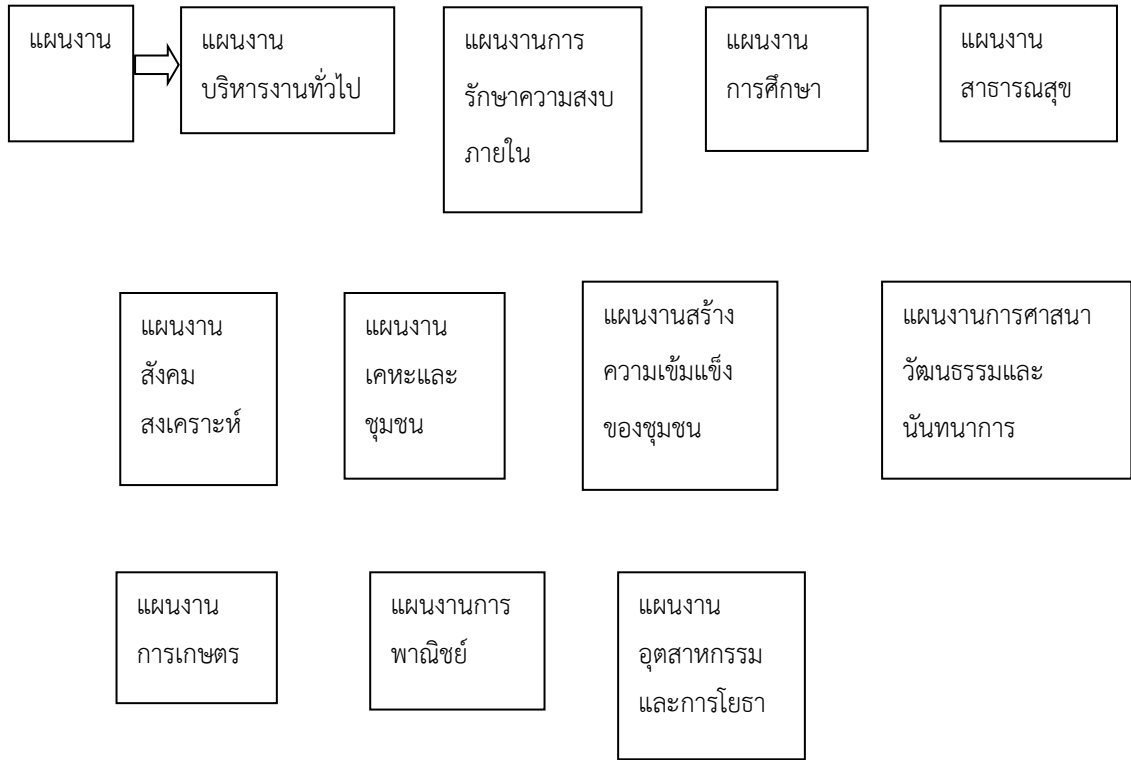 แผนงาน
แผนงาน
บริหารงานทั่วไป
แผนงานการ
รักษาความสงบ
ภายใน
แผนงาน
การศึกษา
แผนงาน
สาธารณสุข
แผนงาน
สังคม
สงเคราะห์
แผนงาน
เคหะและ
ชุมชน
แผนงานสร้าง
ความเข้มแข็ง
ของชุมชน
แผนงานการศาสนา
วัฒนธรรมและ
นันทนาการ
แผนงาน
การเกษตร
แผนงานการ
พาณิชย์
แผนงาน
อุตสาหกรรม
และการโยธา